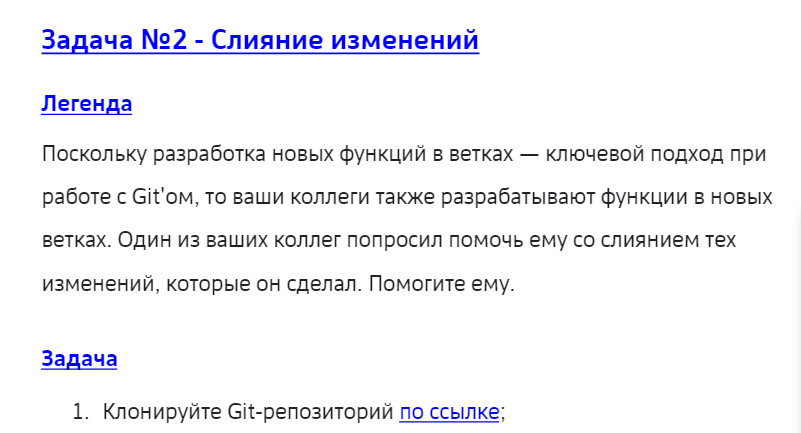 Задача №2 - Слияние изменений
Легенда
Поскольку разработка новых функций в ветках — ключевой подход при
работе с Git'ом, то ваши коллеги также разрабатывают функции в новых
ветках. Один из ваших коллег попросил помочь ему со слиянием тех
изменений, которые он сделал. Помогите ему.
Задача
1. Клонируйте Git-репозиторий по ссылке;